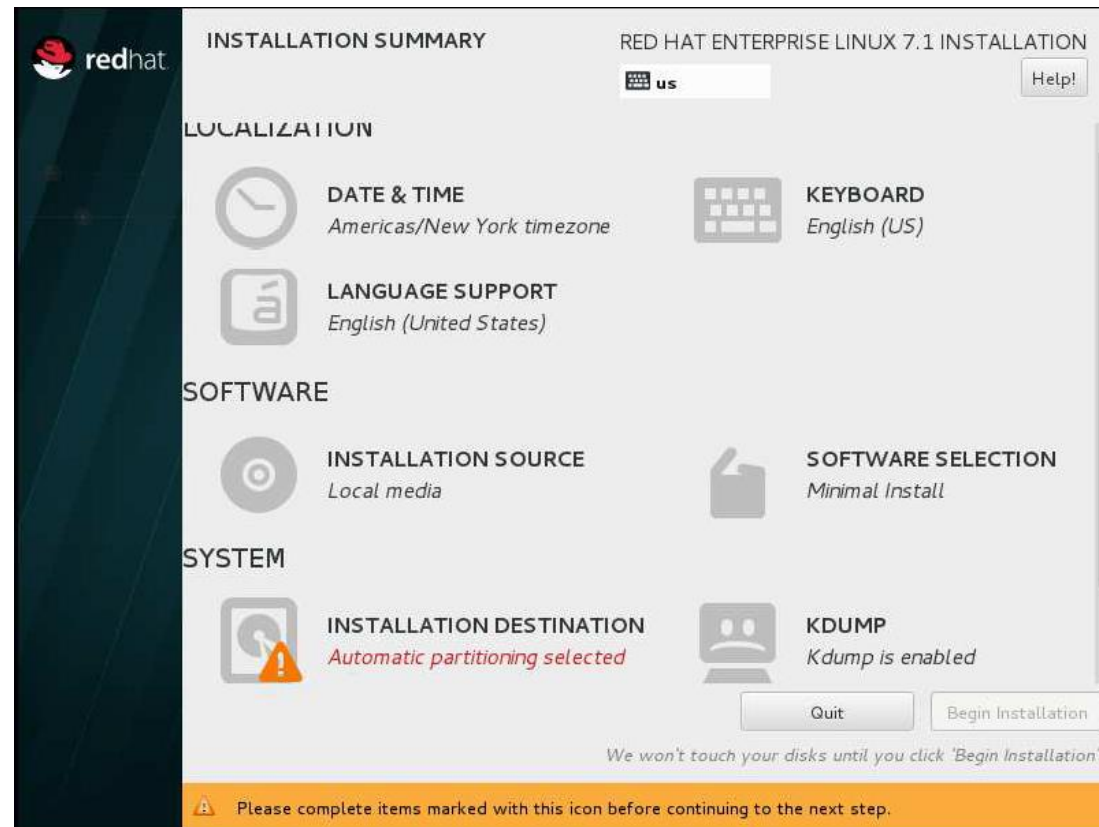 redhat.
INSTALLATION SUMMARY
RED HAT ENTERPRISE LINUX 7.1 INSTALLATION
us
Help!
LOCALIZATION
DATE & TIME
Americas/New York timezone
KEYBOARD
English (US)
á
LANGUAGE SUPPORT
English (United States)
SOFTWARE
INSTALLATION SOURCE
Local media
SOFTWARE SELECTION
Minimal Install
SYSTEM
INSTALLATION DESTINATION
Automatic partitioning selected
KDUMP
Kdump is enabled
Quit
Begin Installation
We won't touch your disks until you click 'Begin Installation'
Please complete items marked with this icon before continuing to the next step.